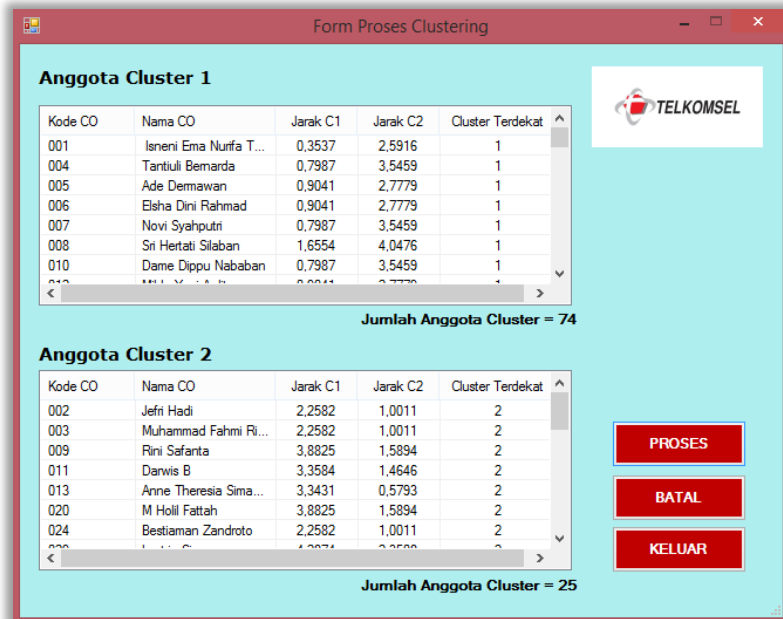 Form Proses Clustering
Anggota Cluster 1
TELKOMSEL
Kode CO Nama CO Jarak C1 Jarak C2 Cluster Terdekat
001 Isneni Ema Nurifa T... 0,3537 2,5916 1
004 Tantiuli Bernarda 0,7987 3,5459 1
005 Ade Dermawan 0,9041 2,7779 1
006 Elsha Dini Rahmad 0,9041 2,7779 1
007 Novi Syahputri 0,7987 3,5459 1
008 Sri Hertati Silaban 1,6554 4,0476 1
010 Dame Dippu Nababan 0,7987 3,5459 1
Jumlah Anggota Cluster = 74
Anggota Cluster 2
Kode CO Nama CO Jarak C1 Jarak C2 Cluster Terdekat
002 Jefri Hadi 2,2582 1,0011 2
003 Muhammad Fahmi Ri... 2,2582 1,0011 2
009 Rini Safanta 3,8825 1,5894 2
011 Darwis B 3,3584 1,4646 2
013 Anne Theresia Sima... 3,3431 0,5793 2
020 M Holil Fattah 3,8825 1,5894 2
024 Bestiaman Zandroto 2,2582 1,0011 2
Jumlah Anggota Cluster = 25
PROSES
BATAL
KELUAR